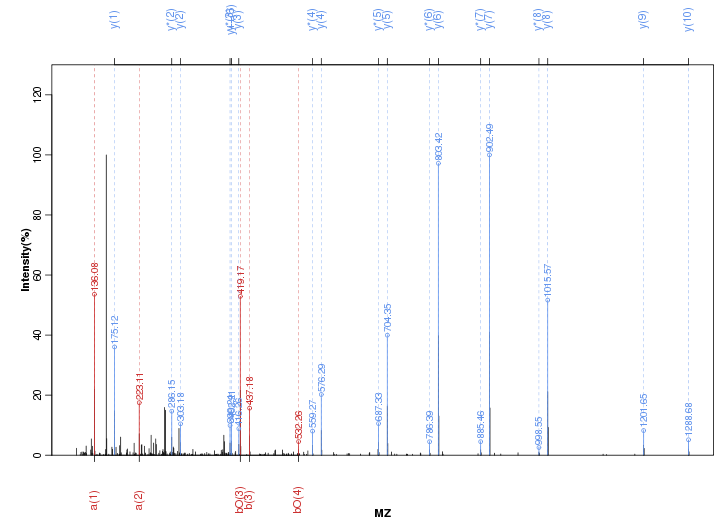 y(1)
y*(2)
y(2)
y(3)
y*(4)
y(4)
y*(5)
y(5)
y*(6)
y(6)
y*(7)
y(7)
y*(8)
y(8)
y(9)
y(10)
Intensity(%)
0
20
40
60
80
100
120
136.08
175.12
223.11
286.15
303.18
419.17
437.18
532.26
559.27
576.29
687.33
704.35
786.39
803.42
885.46
902.49
998.55
1015.57
1201.65
1288.68
a(1)
a(2)
bO(3)
b(3)
bO(4)
MZ